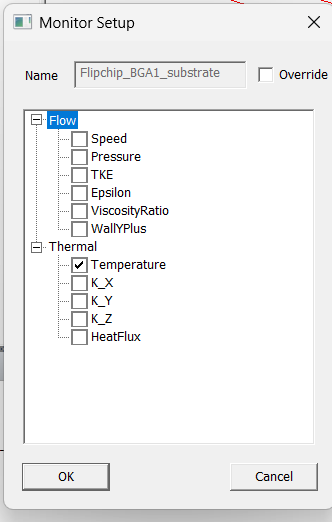 Monitor Setup
Name Flipchip_BGA1_substrate Override
Flow
Speed
Pressure
TKE
Epsilon
ViscosityRatio
WallYPlus
Thermal
Temperature
K_X
K_Y
K_Z
HeatFlux
OK Cancel